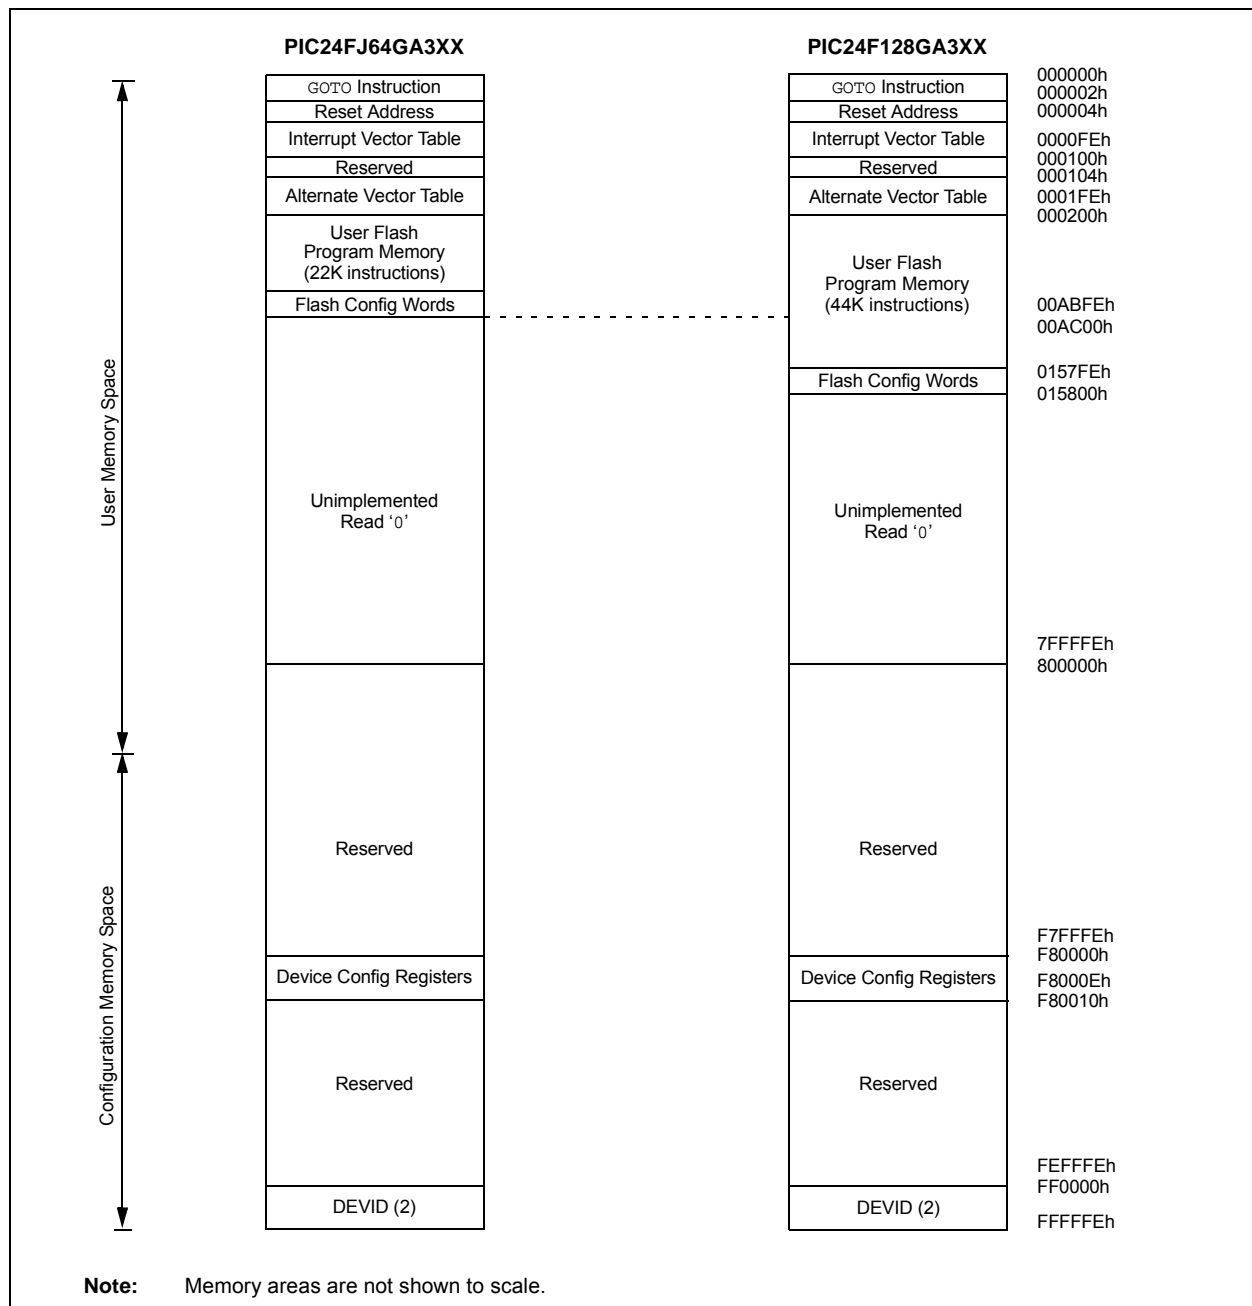 PIC24FJ64GA3XX
GOTO Instruction
Reset Address
Interrupt Vector Table
Reserved
Alternate Vector Table
User Flash
Program Memory
(22K instructions)
Flash Config Words
Unimplemented
Read ‘0’
Reserved
Device Config Registers
Reserved
DEVID (2)
PIC24F128GA3XX
GOTO Instruction
Reset Address
Interrupt Vector Table
Reserved
Alternate Vector Table
User Flash
Program Memory
(44K instructions)
Flash Config Words
Unimplemented
Read ‘0’
Reserved
Device Config Registers
Reserved
DEVID (2)
000000h
000002h
000004h
0000FEh
000100h
000104h
0001FEh
000200h
00ABFEh
00AC00h
0157FEh
015800h
7FFFFEh
800000h
F7FFFEh
F80000h
F8000Eh
F80010h
FEFFFEh
FF0000h
FFFFFEh
User Memory Space
Configuration Memory Space
Note: Memory areas are not shown to scale.